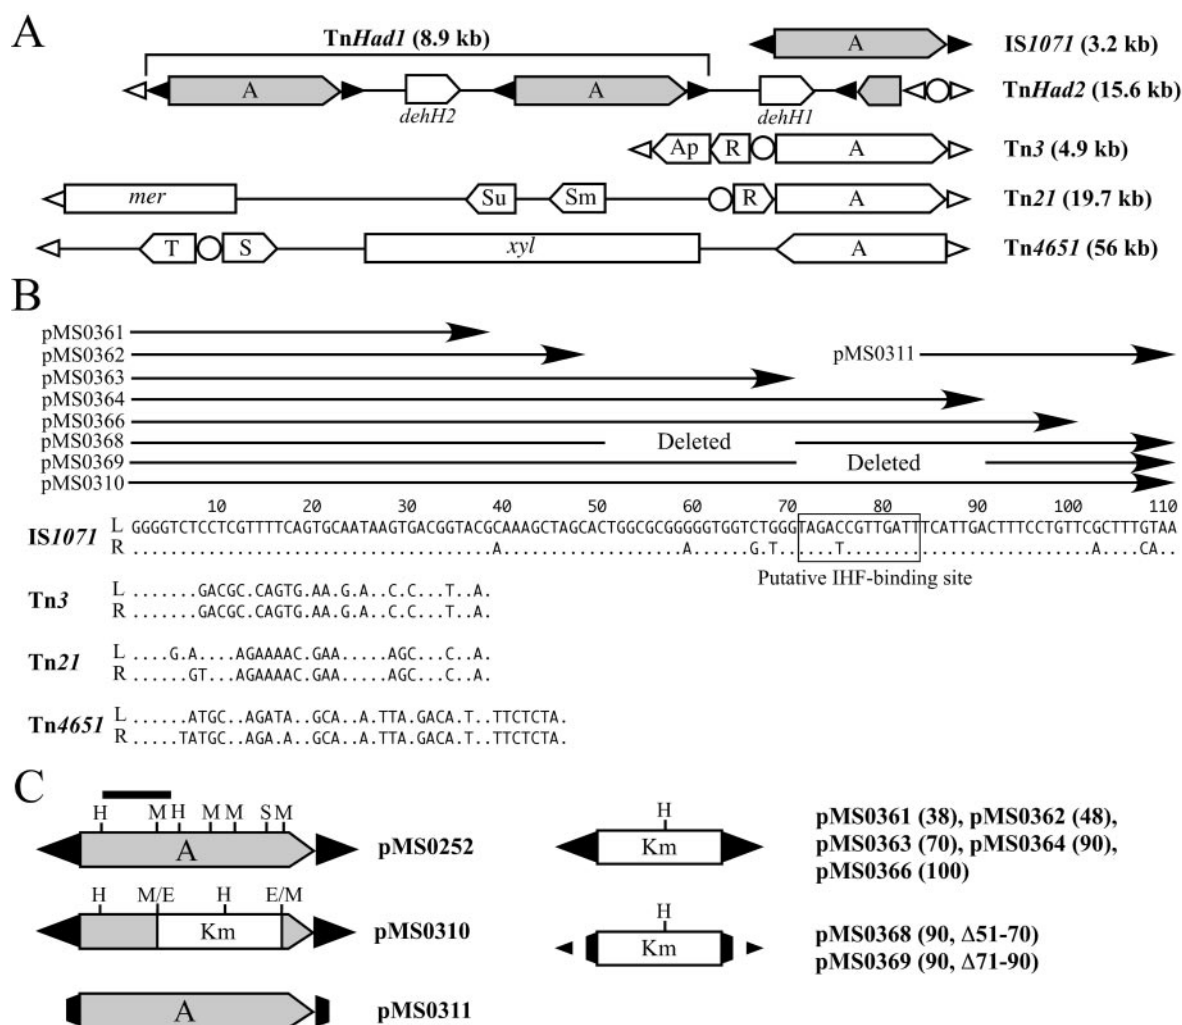 A
TnHad1 (8.9 kb)
A
IS1071 (3.2 kb)
A
dehH2
A
dehH1
TnHad2 (15.6 kb)
Ap
R
A
Tn3 (4.9 kb)
mer
Su
Sm
R
A
Tn21 (19.7 kb)
T
S
xyl
A
Tn4651 (56 kb)
B
pMS0361
pMS0362
pMS0311
pMS0363
pMS0364
pMS0366
pMS0368 Deleted
pMS0369 Deleted
pMS0310
10 20 30 40 50 60 70 80 90 100 110
IS1071
L GGGGTCTCCTCGTTTTCAGTGCAATAAGTGACGGTACGCAAAGCTAGCACTGGCGCGGGGGTGGTCTGGGTAGACCGTTGATTTCATTGACTTTCCTGTTCGCTTTGTAA
R ......................................A...................A......G.T......T..........................A....CA..
Putative IHF-binding site
Tn3
L .......GACGC.CAGTG.AA.G.A..C.C...T..A.
R .......GACGC.CAGTG.AA.G.A..C.C...T..A.
Tn21
L ....G.A....AGAAAAC.GAA.....AGC...C..A.
R ......GT...AGAAAAC.GAA.....AGC...C..A.
Tn4651
L ......ATGC..AGATA..GCA..A.TTA.GACA.T..TTCTCTA.
R .....TATGC..AGA.A..GCA..A.TTA.GACA.T..TTCTCTA.
C
H M H M M S M
A
pMS0252
H M/E H E/M
Km
pMS0310
A
pMS0311
H
Km
pMS0361 (38), pMS0362 (48),
pMS0363 (70), pMS0364 (90),
pMS0366 (100)
H
Km
pMS0368 (90, Δ51-70)
pMS0369 (90, Δ71-90)